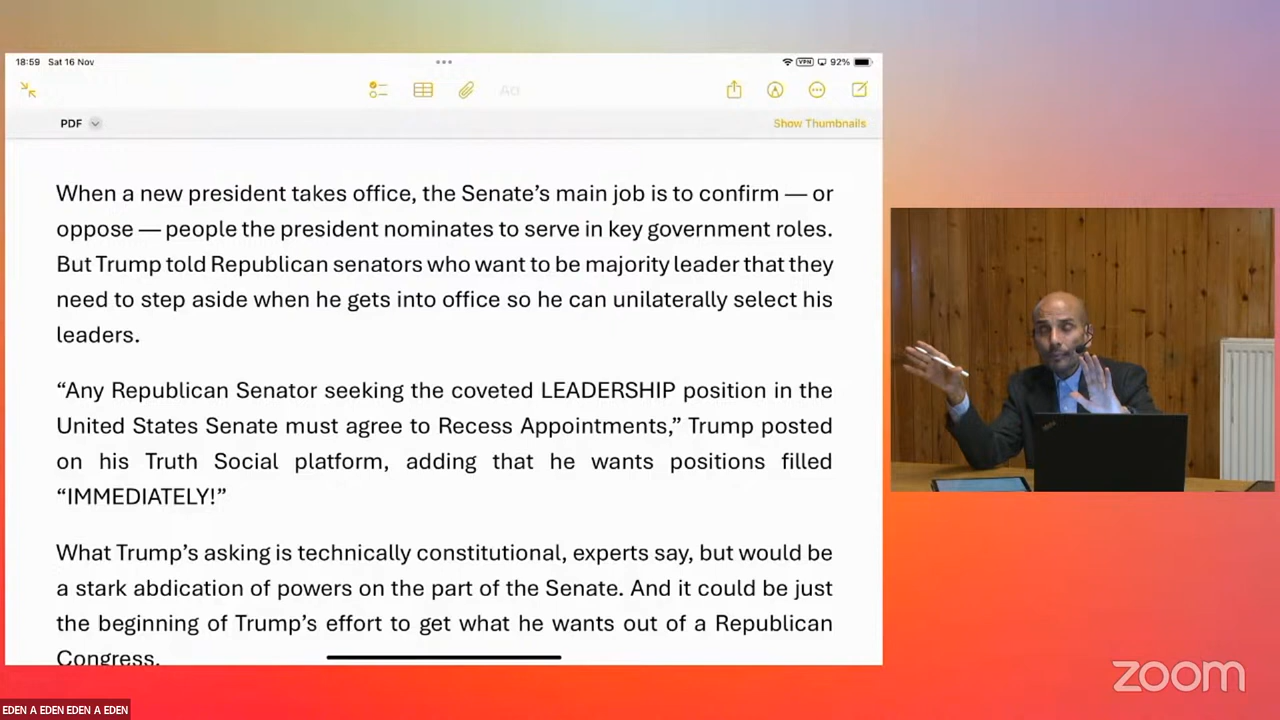 18:59 Sat 16 Nov
VPN 92%
PDF
Show Thumbnails
When a new president takes office, the Senate’s main job is to confirm — or
oppose — people the president nominates to serve in key government roles.
But Trump told Republican senators who want to be majority leader that they
need to step aside when he gets into office so he can unilaterally select his
leaders.
“Any Republican Senator seeking the coveted LEADERSHIP position in the
United States Senate must agree to Recess Appointments,” Trump posted
on his Truth Social platform, adding that he wants positions filled
“IMMEDIATELY!”
What Trump’s asking is technically constitutional, experts say, but would be
a stark abdication of powers on the part of the Senate. And it could be just
the beginning of Trump’s effort to get what he wants out of a Republican
Congress.
zoom
EDEN A EDEN EDEN A EDEN